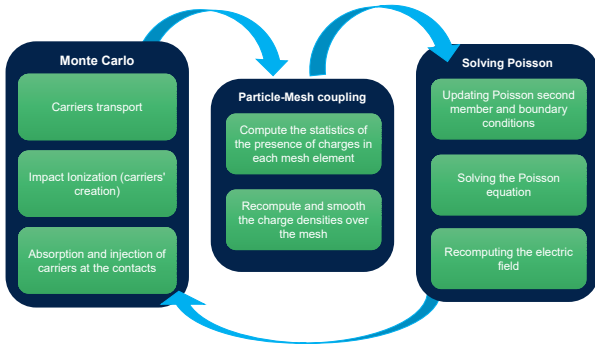 Monte Carlo
Carriers transport
Impact Ionization (carriers'
creation)
Absorption and injection of
carriers at the contacts
Particle-Mesh coupling
Compute the statistics of
the presence of charges in
each mesh element
Recompute and smooth
the charge densities over
the mesh
Solving Poisson
Updating Poisson second
member and boundary
conditions
Solving the Poisson
equation
Recomputing the electric
field